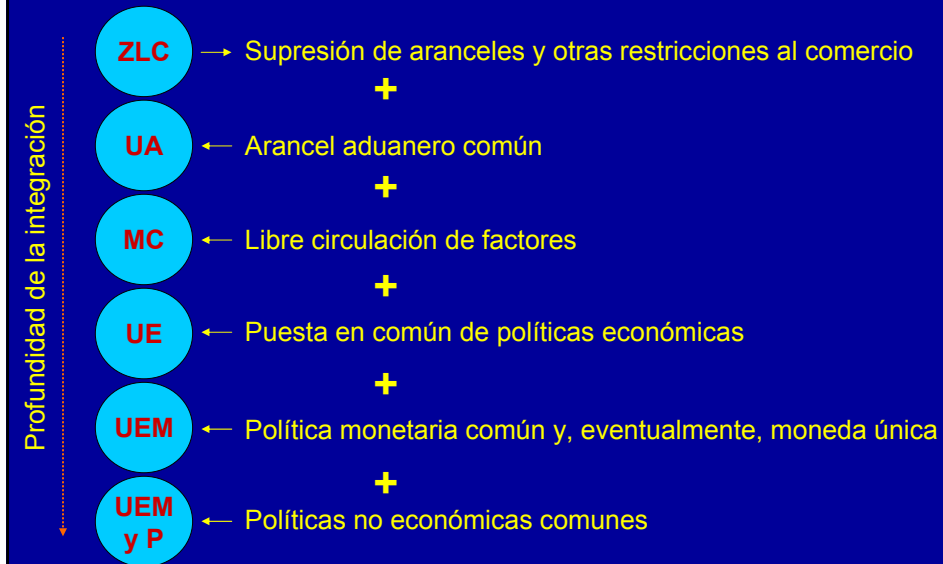 Profundidad de la integración
ZLC → Supresión de aranceles y otras restricciones al comercio
+
UA ← Arancel aduanero común
+
MC ← Libre circulación de factores
+
UE ← Puesta en común de políticas económicas
+
UEM ← Política monetaria común y, eventualmente, moneda única
+
UEM
y P ← Políticas no económicas comunes